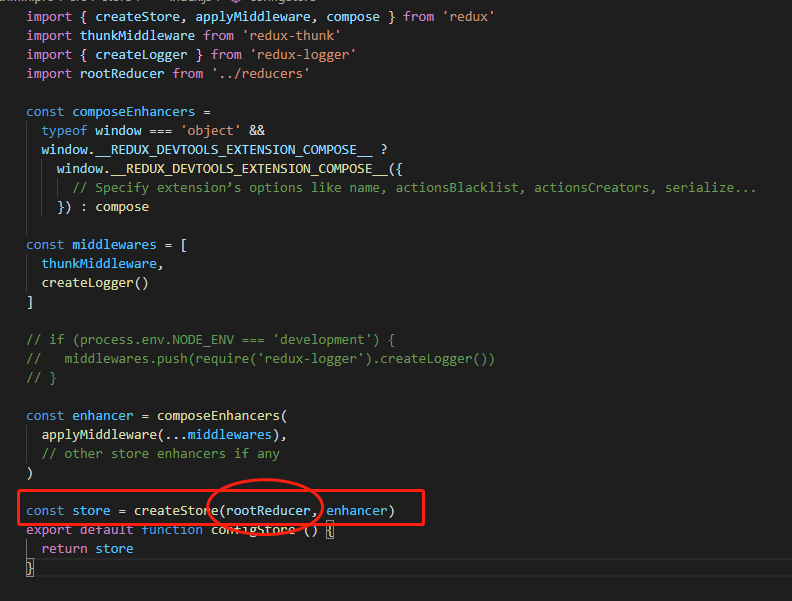 import { createStore, applyMiddleware, compose } from 'redux'
import thunkMiddleware from 'redux-thunk'
import { createLogger } from 'redux-logger'
import rootReducer from '../reducers'

const composeEnhancers =
  typeof window === 'object' &&
  window.__REDUX_DEVTOOLS_EXTENSION_COMPOSE__ ?
    window.__REDUX_DEVTOOLS_EXTENSION_COMPOSE__({
      // Specify extension’s options like name, actionsBlacklist, actionsCreators, serialize...
    }) : compose

const middlewares = [
  thunkMiddleware,
  createLogger()
]

// if (process.env.NODE_ENV === 'development') {
//   middlewares.push(require('redux-logger').createLogger())
// }

const enhancer = composeEnhancers(
  applyMiddleware(...middlewares),
  // other store enhancers if any
)

const store = createStore(rootReducer, enhancer)
export default function configStore () {
  return store
}